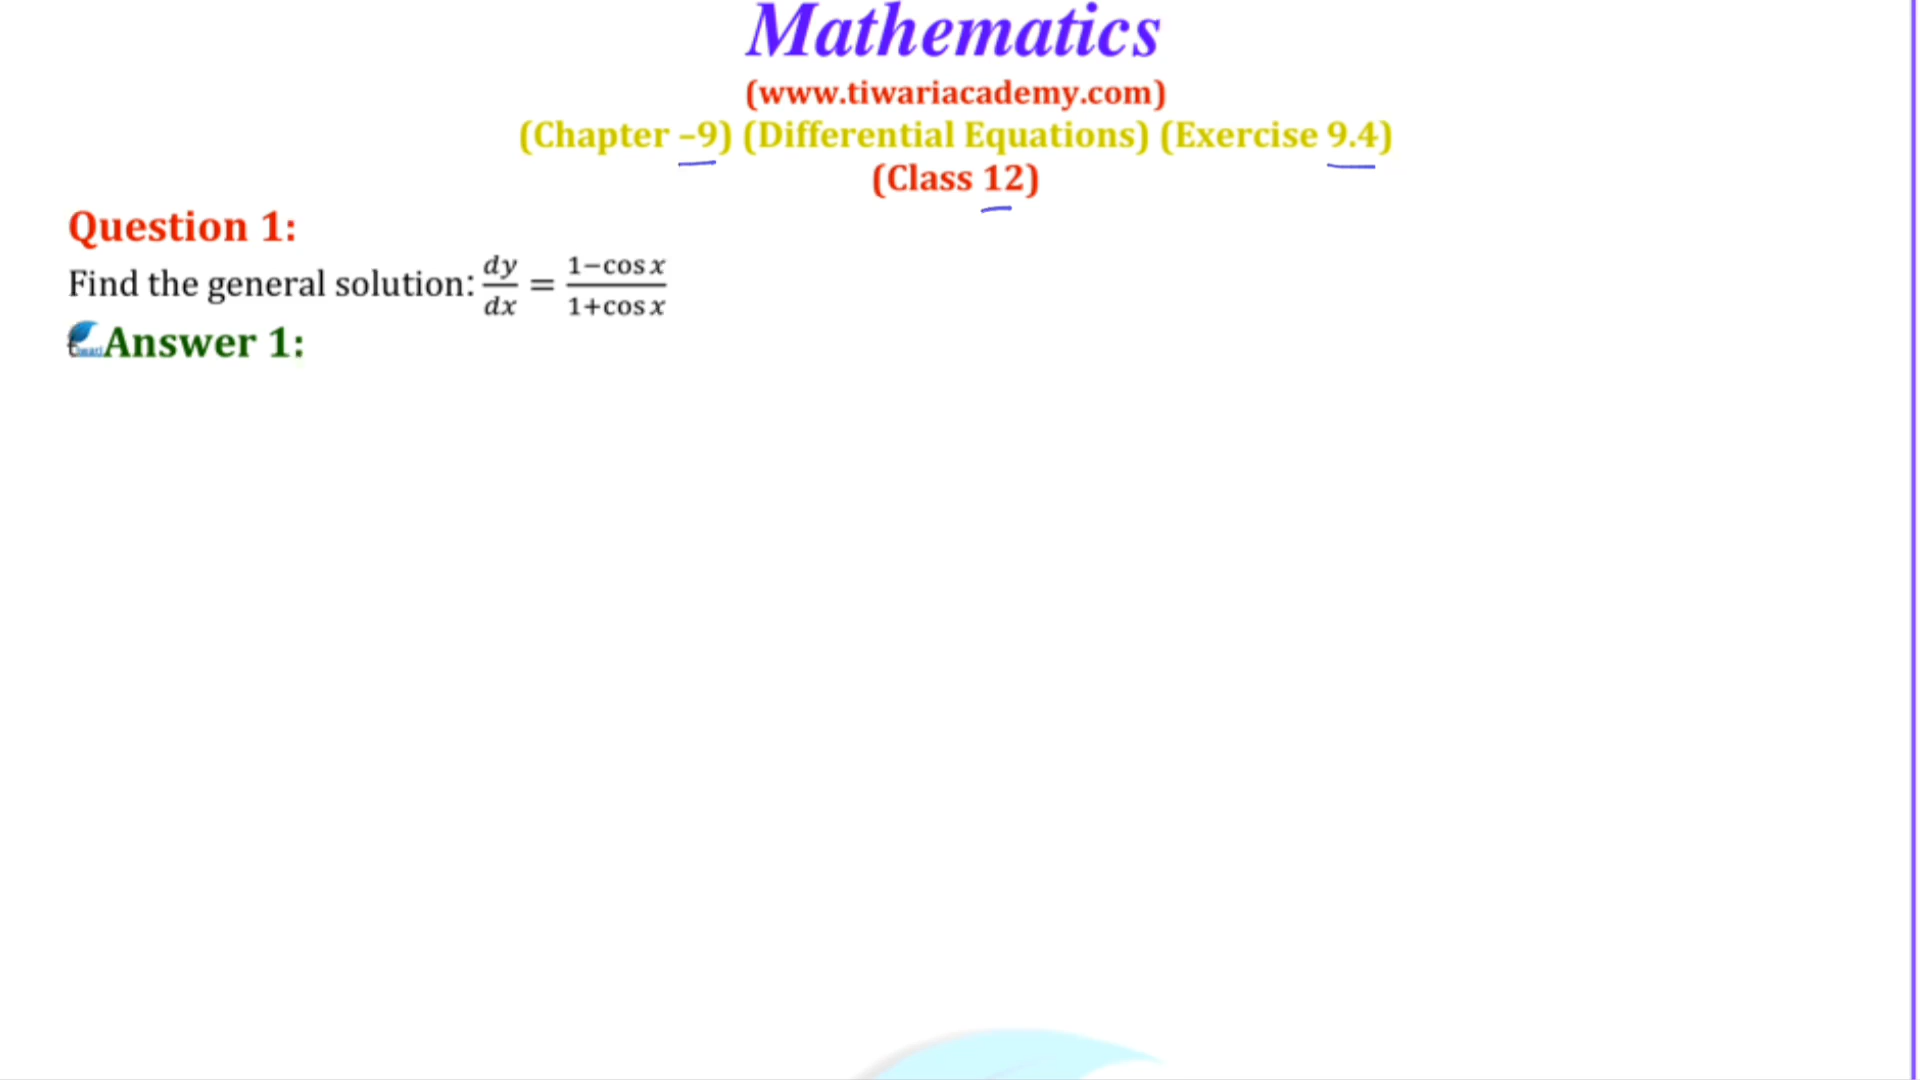 Mathematics
(www.tiwariacademy.com)
(Chapter –9) (Differential Equations) (Exercise 9.4)
(Class 12)
Question 1:
Find the general solution: dy/dx = 1−cos x/1+cos x
Answer 1: